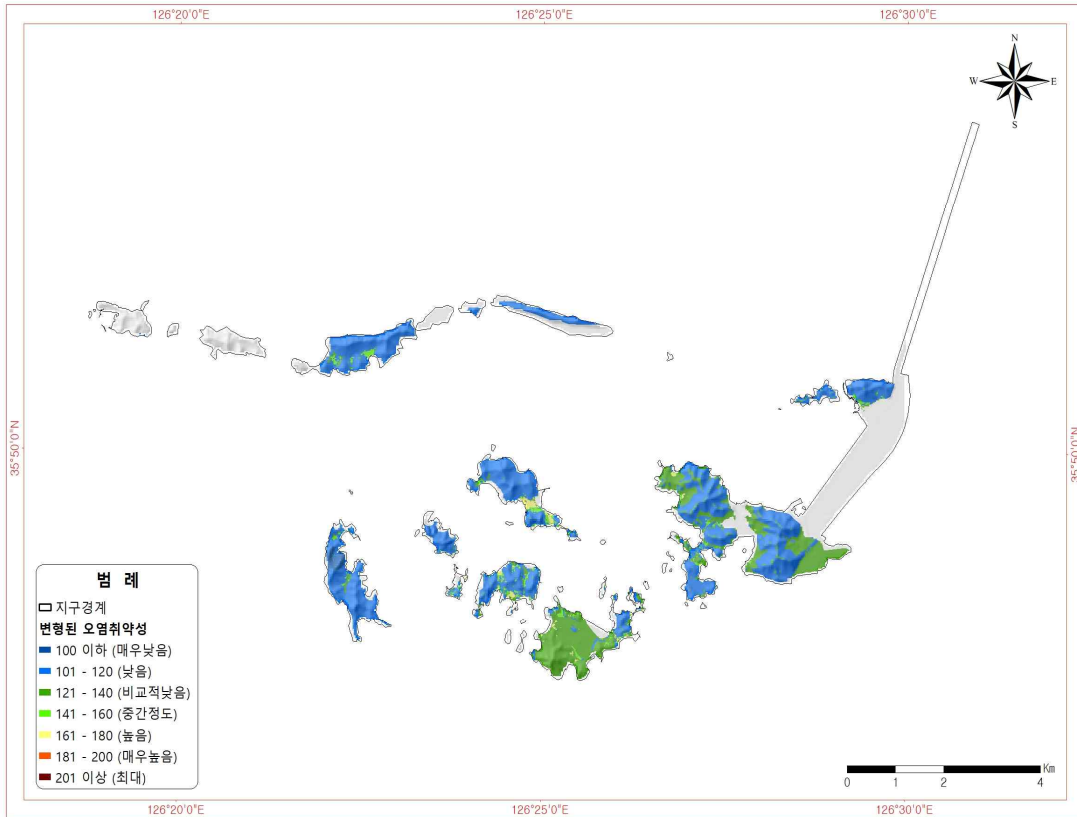 126°20'0"E 126°25'0"E 126°30'0"E
N
W E
S
35°50'0"N 35°50'0"N
범 례
지구경계
변형된 오염취약성
100 이하 (매우낮음)
101 - 120 (낮음)
121 - 140 (비교적낮음)
141 - 160 (중간정도)
161 - 180 (높음)
181 - 200 (매우높음)
201 이상 (최대)
Km
0 1 2 4
126°20'0"E 126°25'0"E 126°30'0"E